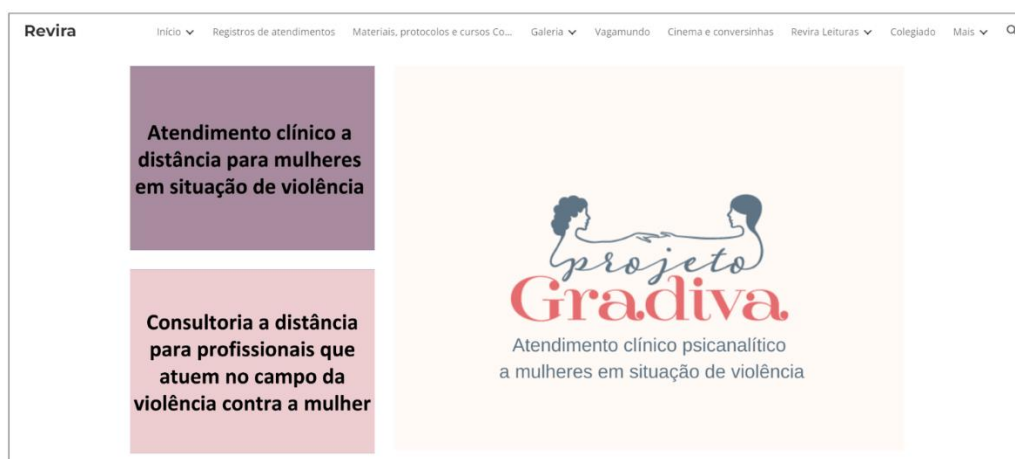 Revira
Início Registros de atendimentos Materiais, protocolos e cursos Co... Galeria Vagamundo Cinema e conversinhas Revira Leituras Colegiado Mais
Atendimento clínico a
distância para mulheres
em situação de violência
Consultoria a distância
para profissionais que
atuem no campo da
violência contra a mulher
projeto
Gradiva
Atendimento clínico psicanalítico
a mulheres em situação de violência